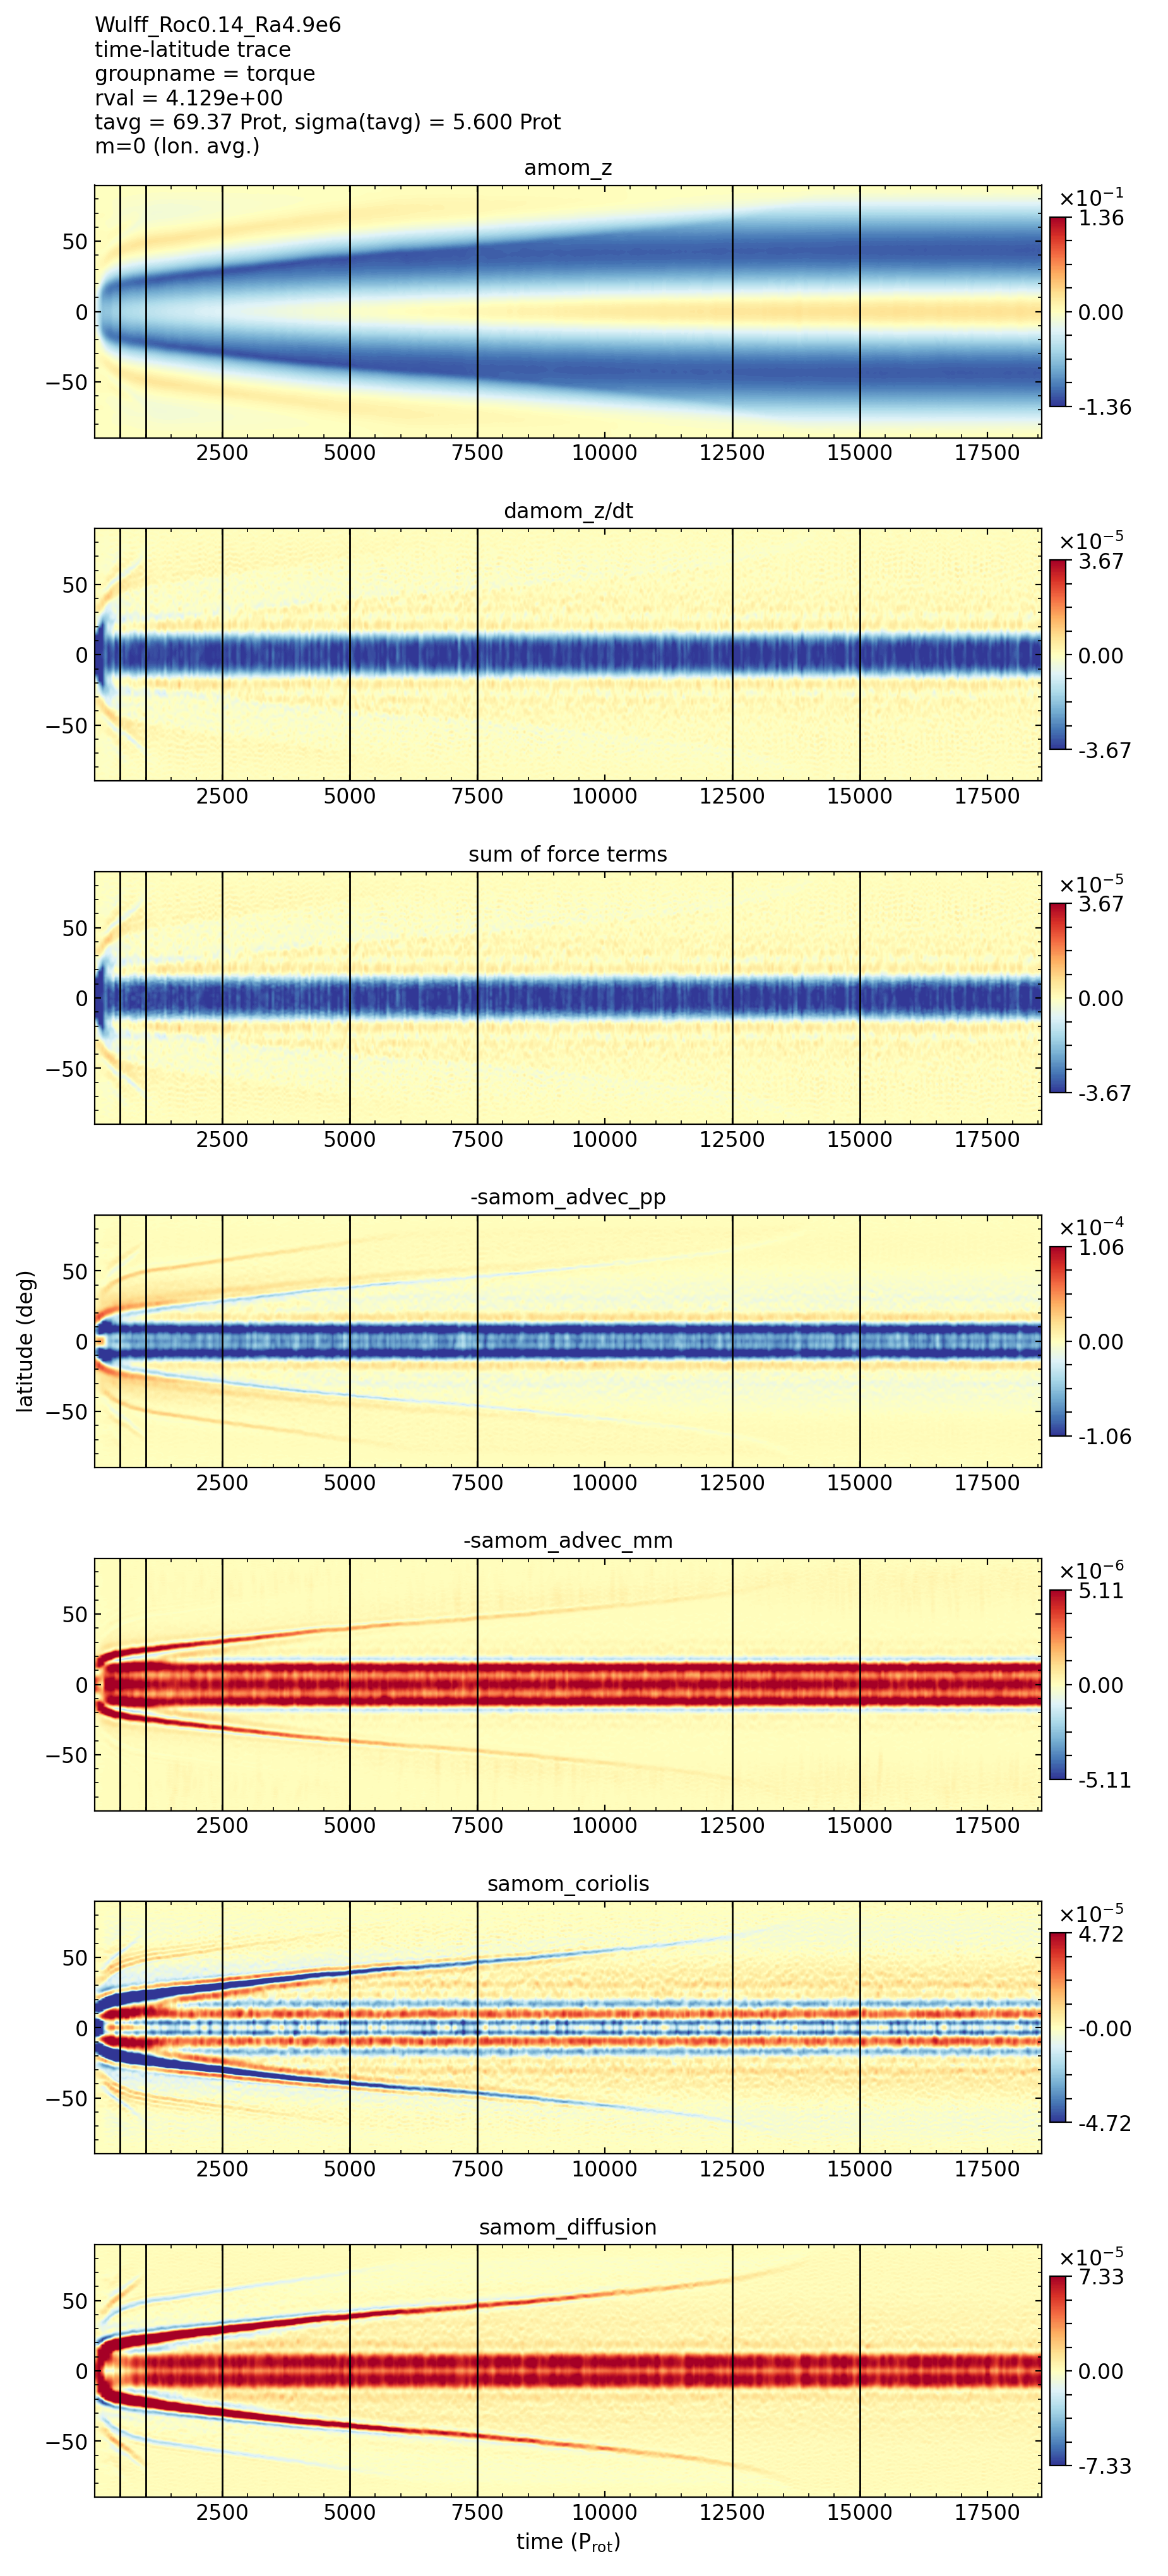 Wulff_Roc0.14_Ra4.9e6
time-latitude trace
groupname = torque
rval = 4.129e+00
tavg = 69.37 Prot, sigma(tavg) = 5.600 Prot
m=0 (lon. avg.)
amom_z
×10⁻¹
1.36
0.00
-1.36
50
0
−50
2500 5000 7500 10000 12500 15000 17500
damom_z/dt
×10⁻⁵
3.67
0.00
-3.67
50
0
−50
2500 5000 7500 10000 12500 15000 17500
sum of force terms
×10⁻⁵
3.67
0.00
-3.67
50
0
−50
2500 5000 7500 10000 12500 15000 17500
-samom_advec_pp
×10⁻⁴
1.06
0.00
-1.06
50
0
−50
latitude (deg)
2500 5000 7500 10000 12500 15000 17500
-samom_advec_mm
×10⁻⁶
5.11
0.00
-5.11
50
0
−50
2500 5000 7500 10000 12500 15000 17500
samom_coriolis
×10⁻⁵
4.72
-0.00
-4.72
50
0
−50
2500 5000 7500 10000 12500 15000 17500
samom_diffusion
×10⁻⁵
7.33
0.00
-7.33
50
0
−50
2500 5000 7500 10000 12500 15000 17500
time (Prot)